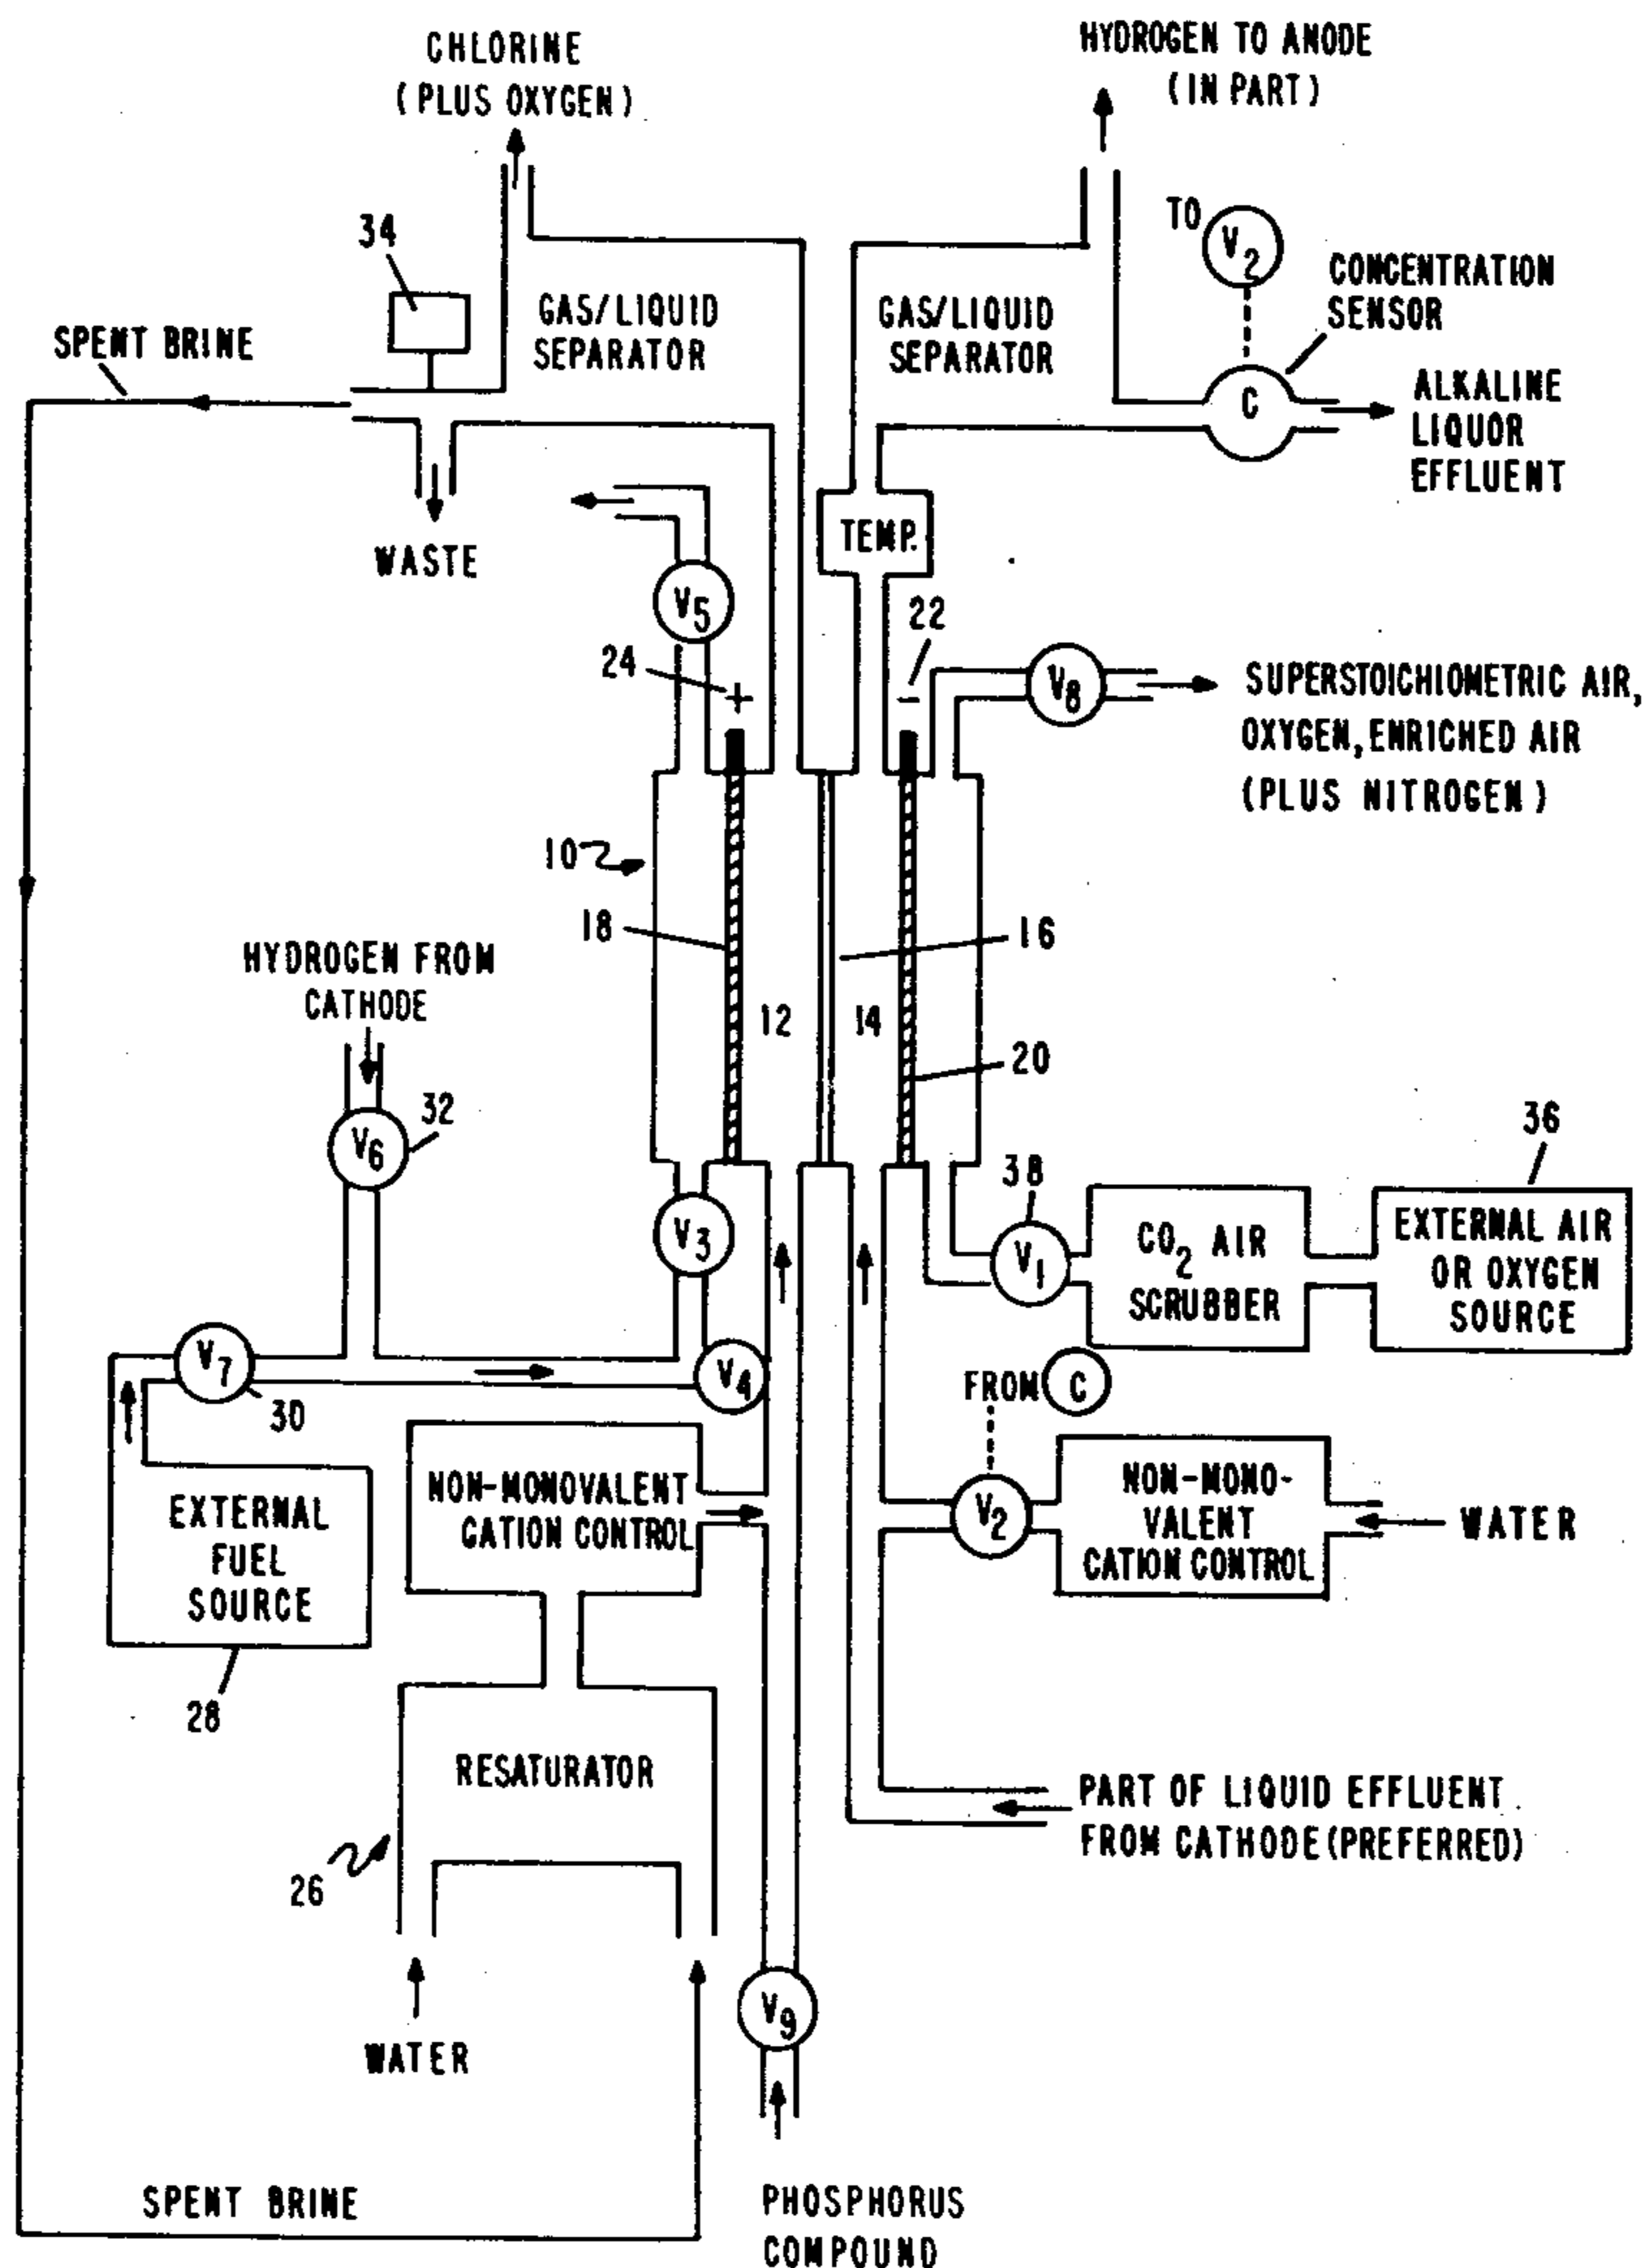 CHLORINE
(PLUS OXYGEN)
HYDROGEN TO ANODE
(IN PART)
34
TO
V2
CONCENTRATION
SENSOR
SPENT BRINE
GAS/LIQUID
SEPARATOR
GAS/LIQUID
SEPARATOR
C
ALKALINE
LIQUOR
EFFLUENT
WASTE
TEMP.
V5
22
24
+
-
V8
SUPERSTOICHIOMETRIC AIR,
OXYGEN, ENRICHED AIR
(PLUS NITROGEN)
10
18
16
HYDROGEN FROM
CATHODE
12
14
20
32
V6
36
38
V3
V1
CO2 AIR
SCRUBBER
EXTERNAL AIR
OR OXYGEN
SOURCE
V7
V4
30
FROM
C
EXTERNAL
FUEL
SOURCE
NON-MONOVALENT
CATION CONTROL
V2
NON-MONO-
VALENT
CATION CONTROL
WATER
28
RESATURATOR
PART OF LIQUID EFFLUENT
FROM CATHODE (PREFERRED)
26
WATER
V9
SPENT BRINE
PHOSPHORUS
COMPOUND